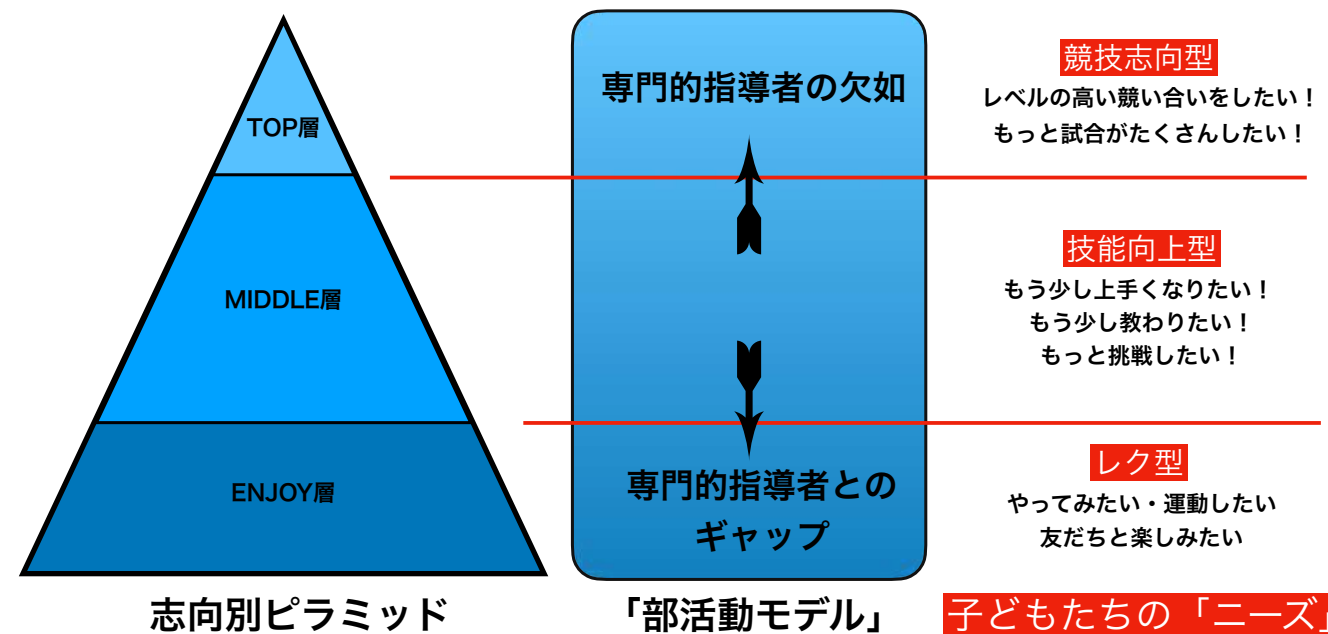 TOP層
MIDDLE層
ENJOY層
志向別ピラミッド
専門的指導者の欠如
専門的指導者との
ギャップ
「部活動モデル」
競技志向型
レベルの高い競い合いをしたい！
もっと試合がたくさんしたい！
技能向上型
もう少し上手くなりたい！
もう少し教わりたい！
もっと挑戦したい！
レク型
やってみたい・運動したい
友だちと楽しみたい
子どもたちの「ニーズ」